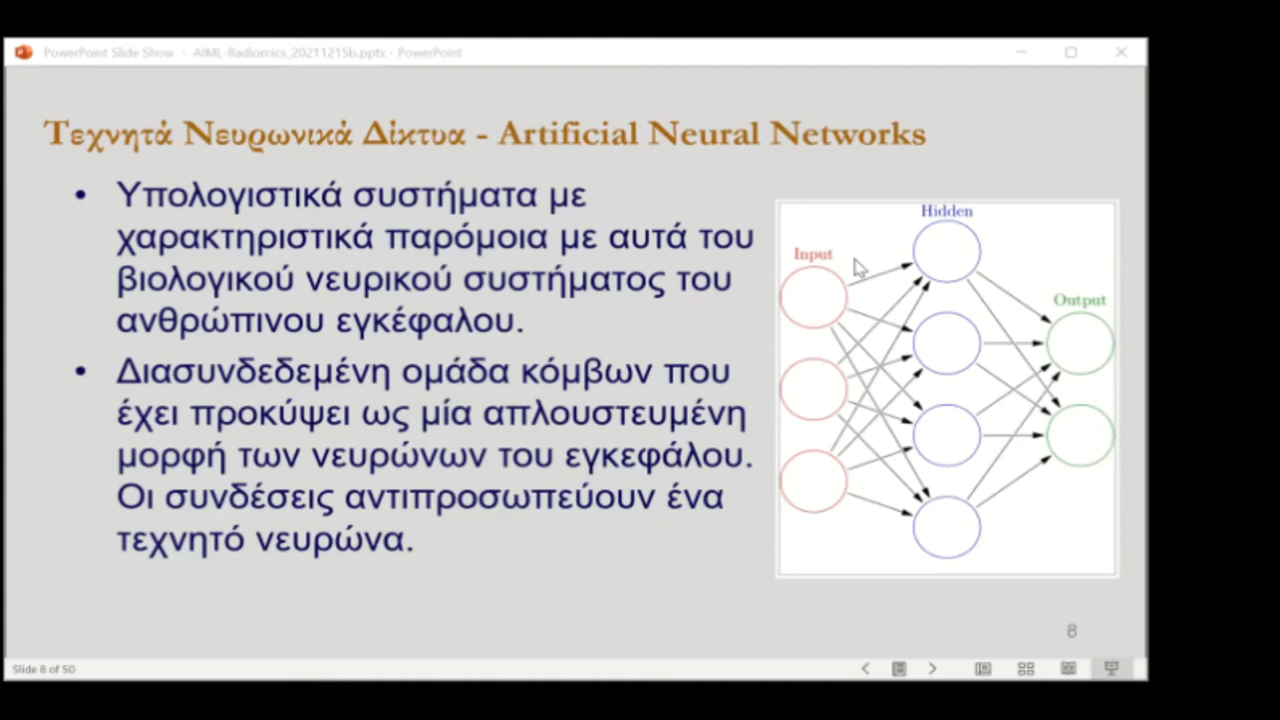 PowerPoint Slide Show - AIML-Radiomics_20211215b.pptx - PowerPoint
Τεχνητά Νευρωνικά Δίκτυα - Artificial Neural Networks
• Υπολογιστικά συστήματα με
χαρακτηριστικά παρόμοια με αυτά του
βιολογικού νευρικού συστήματος του
ανθρώπινου εγκέφαλου.
• Διασυνδεδεμένη ομάδα κόμβων που
έχει προκύψει ως μία απλουστευμένη
μορφή των νευρώνων του εγκεφάλου.
Οι συνδέσεις αντιπροσωπεύουν ένα
τεχνητό νευρώνα.
Hidden
Input
Output
8
Slide 8 of 50